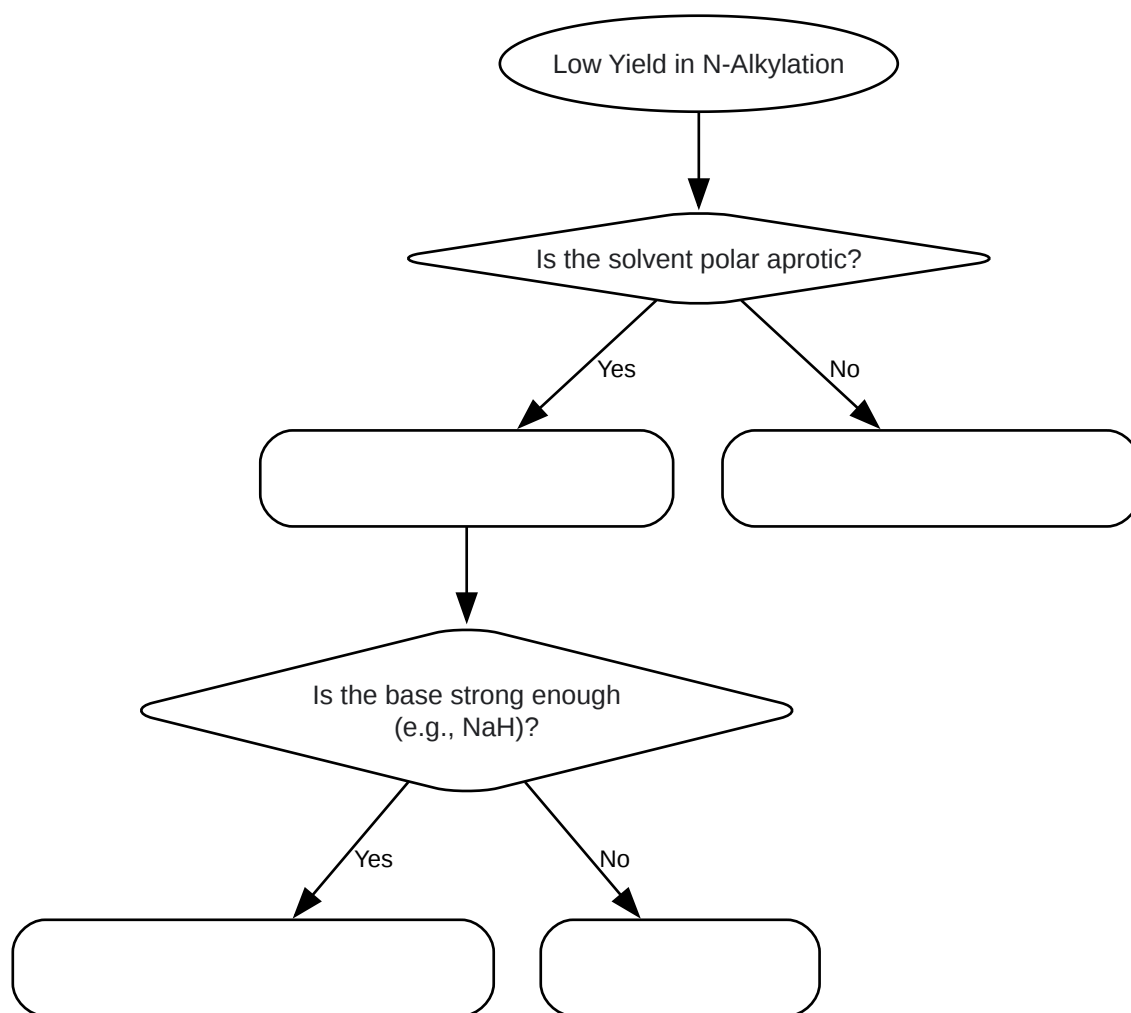 Low Yield in N-Alkylation
Is the solvent polar aprotic?
Yes
No
Is the base strong enough
(e.g., NaH)?
Yes
No